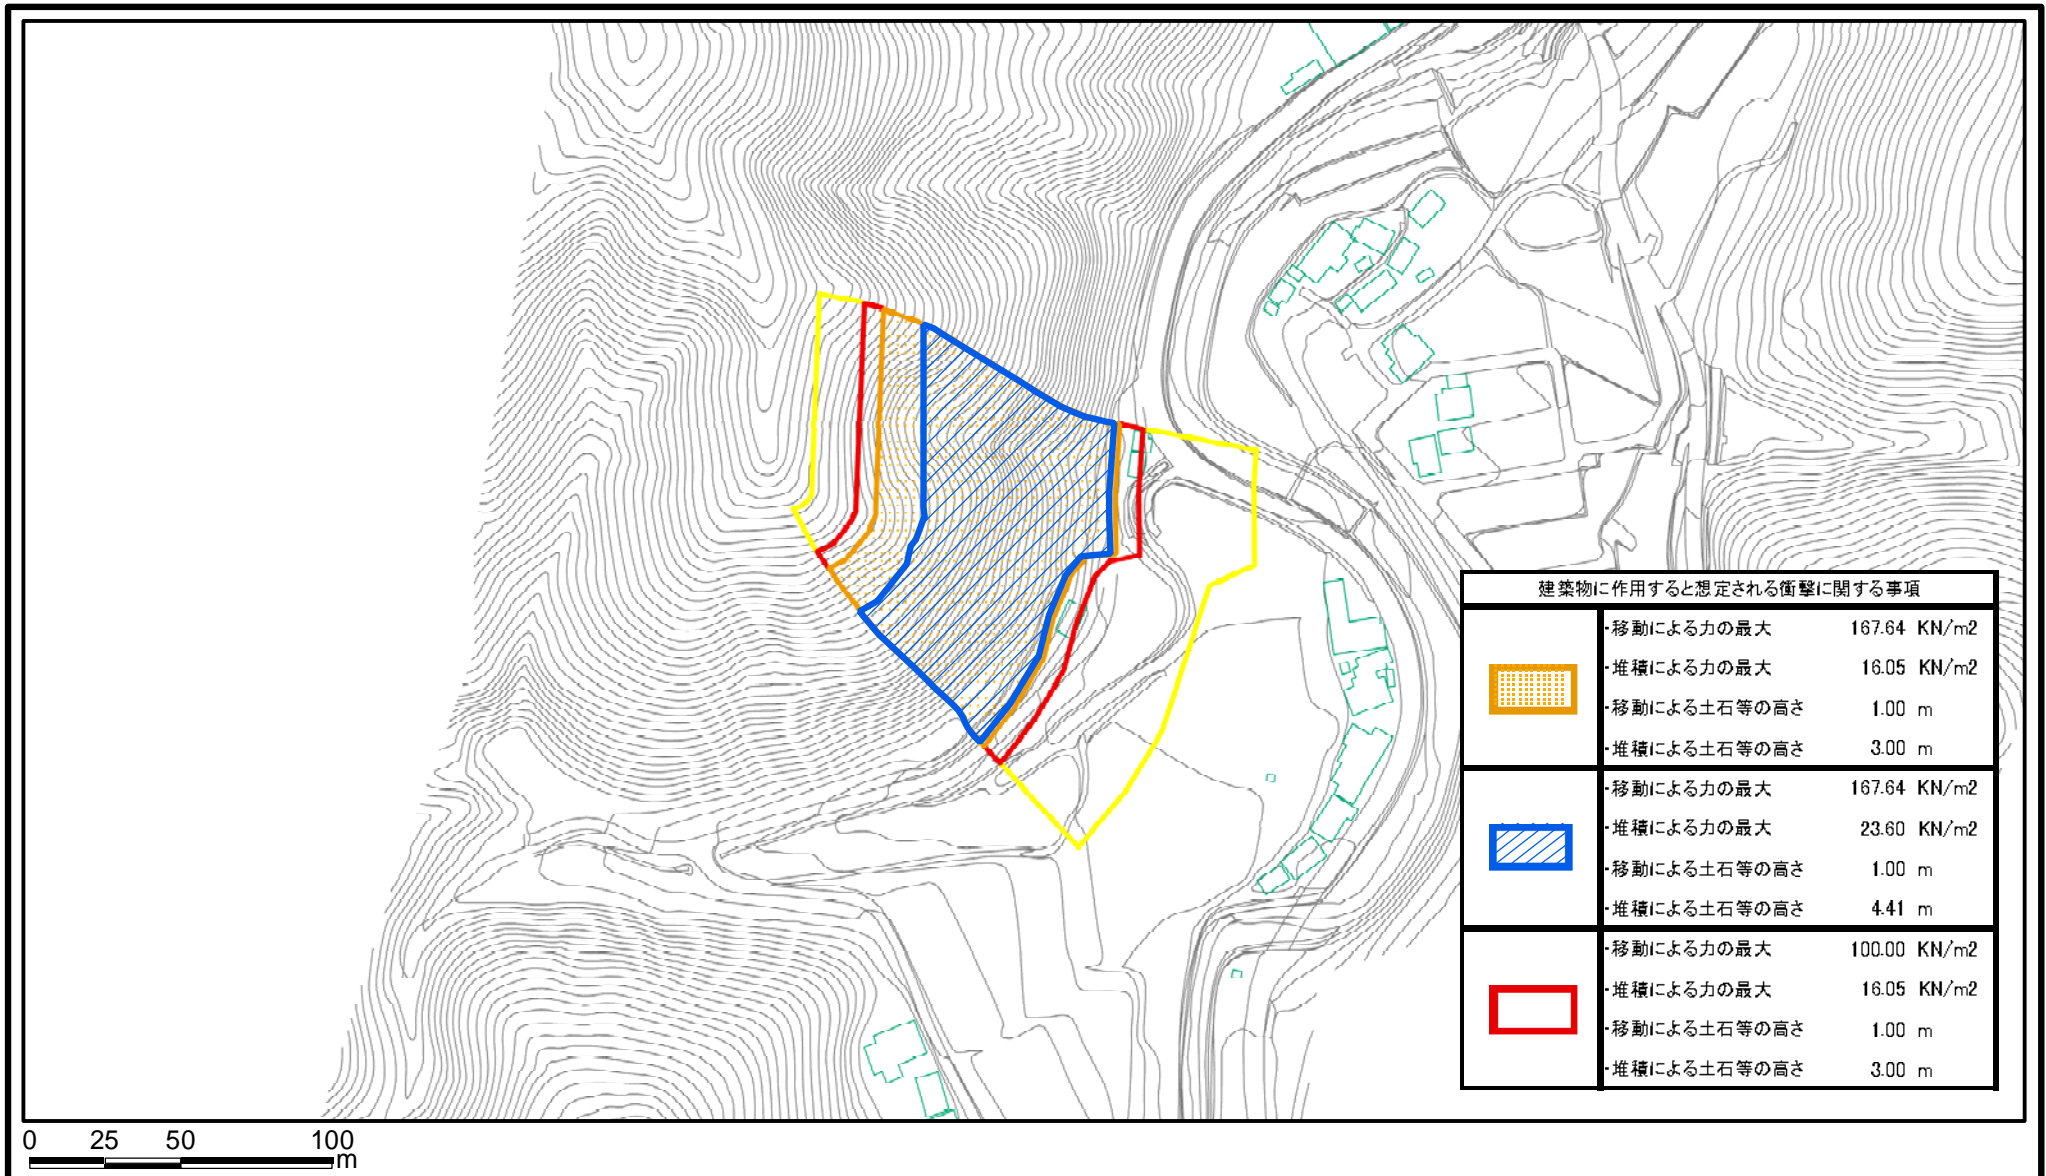 建築物に作用すると想定される衝撃に関する事項
・移動による力の最大 167.64 KN/m2
・堆積による力の最大 16.05 KN/m2
・移動による土石等の高さ 1.00 m
・堆積による土石等の高さ 3.00 m
・移動による力の最大 167.64 KN/m2
・堆積による力の最大 23.60 KN/m2
・移動による土石等の高さ 1.00 m
・堆積による土石等の高さ 4.41 m
・移動による力の最大 100.00 KN/m2
・堆積による力の最大 16.05 KN/m2
・移動による土石等の高さ 1.00 m
・堆積による土石等の高さ 3.00 m
0 25 50 100
m